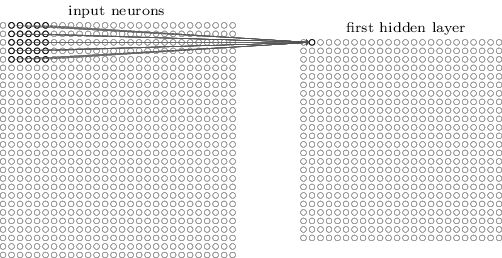 input neurons
first hidden layer